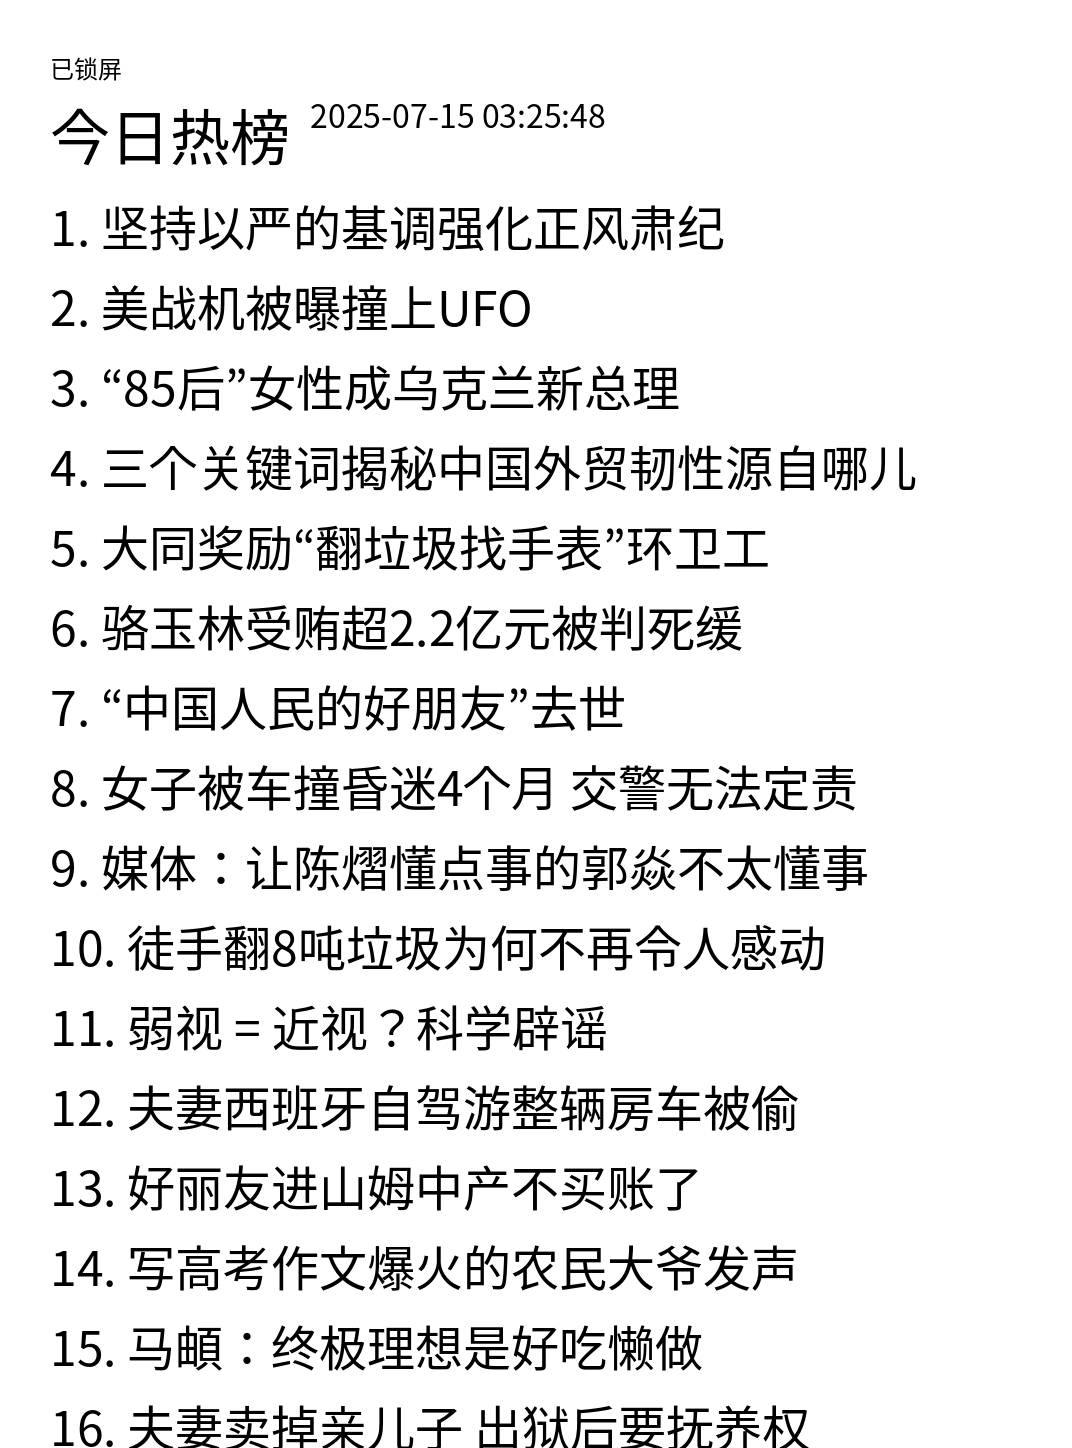 已锁屏
今日热榜 2025-07-15 03:25:48
1. 坚持以严的基调强化正风肃纪
2. 美战机被曝撞上UFO
3. “85后”女性成乌克兰新总理
4. 三个关键词揭秘中国外贸韧性源自哪儿
5. 大同奖励“翻垃圾找手表”环卫工
6. 骆玉林受贿超2.2亿元被判死缓
7. “中国人民的好朋友”去世
8. 女子被车撞昏迷4个月 交警无法定责
9. 媒体：让陈熠懂点事的郭焱不太懂事
10. 徒手翻8吨垃圾为何不再令人感动
11. 弱视 = 近视？科学辟谣
12. 夫妻西班牙自驾游整辆房车被偷
13. 好丽友进山姆中产不买账了
14. 写高考作文爆火的农民大爷发声
15. 马頔：终极理想是好吃懒做
16. 夫妻卖掉亲儿子 出狱后要抚养权